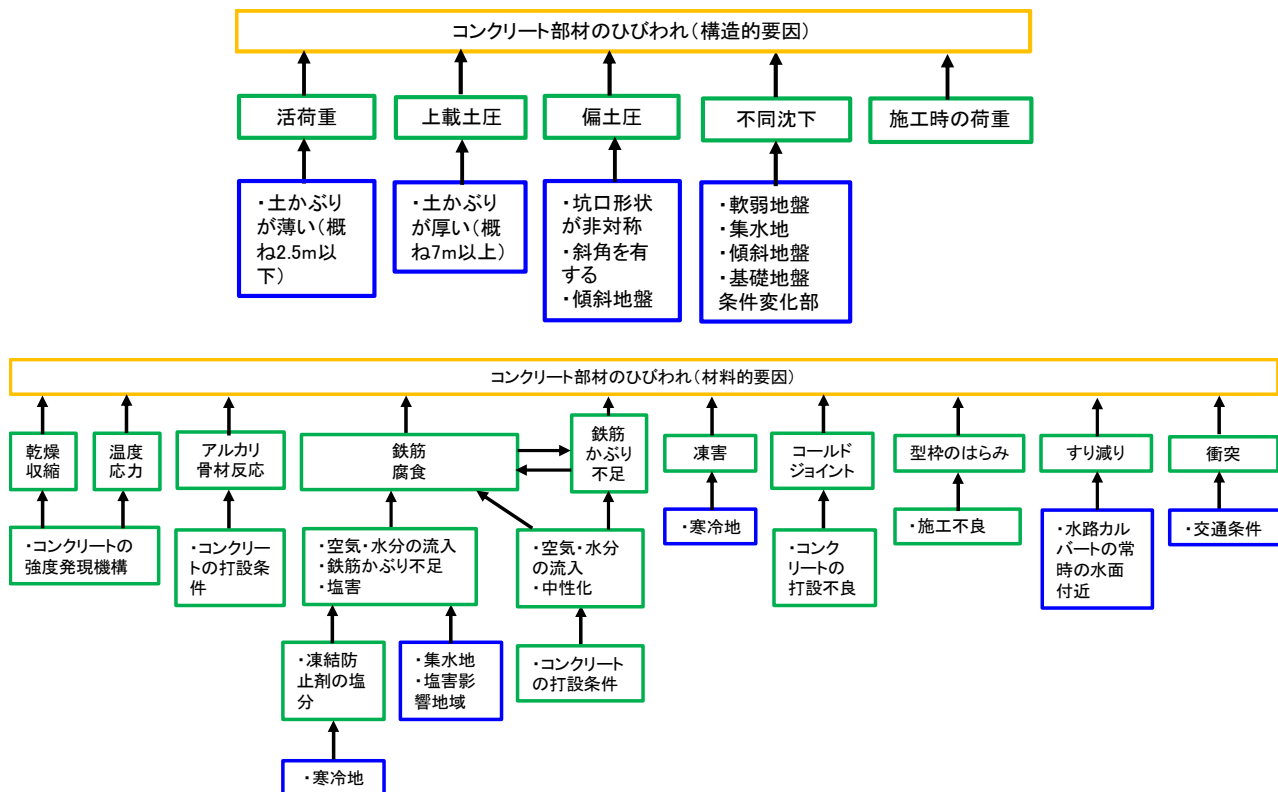 コンクリート部材のひびわれ(構造的要因)
活荷重
上載土圧
偏土圧
不同沈下
施工時の荷重
・土かぶり
が薄い(概
ね2.5m以
下)
・土かぶり
が厚い(概
ね7m以上)
・坑口形状
が非対称
・斜角を有
する
・傾斜地盤
・軟弱地盤
・集水地
・傾斜地盤
・基礎地盤
条件変化部
コンクリート部材のひびわれ(材料的要因)
乾燥
収縮
温度
応力
アルカリ
骨材反応
鉄筋
腐食
鉄筋
かぶり
不足
凍害
コールド
ジョイント
型枠のはらみ
すり減り
衝突
・コンクリートの
強度発現機構
・コンクリー
トの打設条
件
・空気・水分の流入
・鉄筋かぶり不足
・塩害
・空気・水分
の流入
・中性化
・寒冷地
・コンク
リートの
打設不良
・施工不良
・水路カル
バートの常
時の水面
付近
・交通条件
・凍結防
止剤の塩
分
・集水地
・塩害影
響地域
・コンクリート
の打設条件
・寒冷地